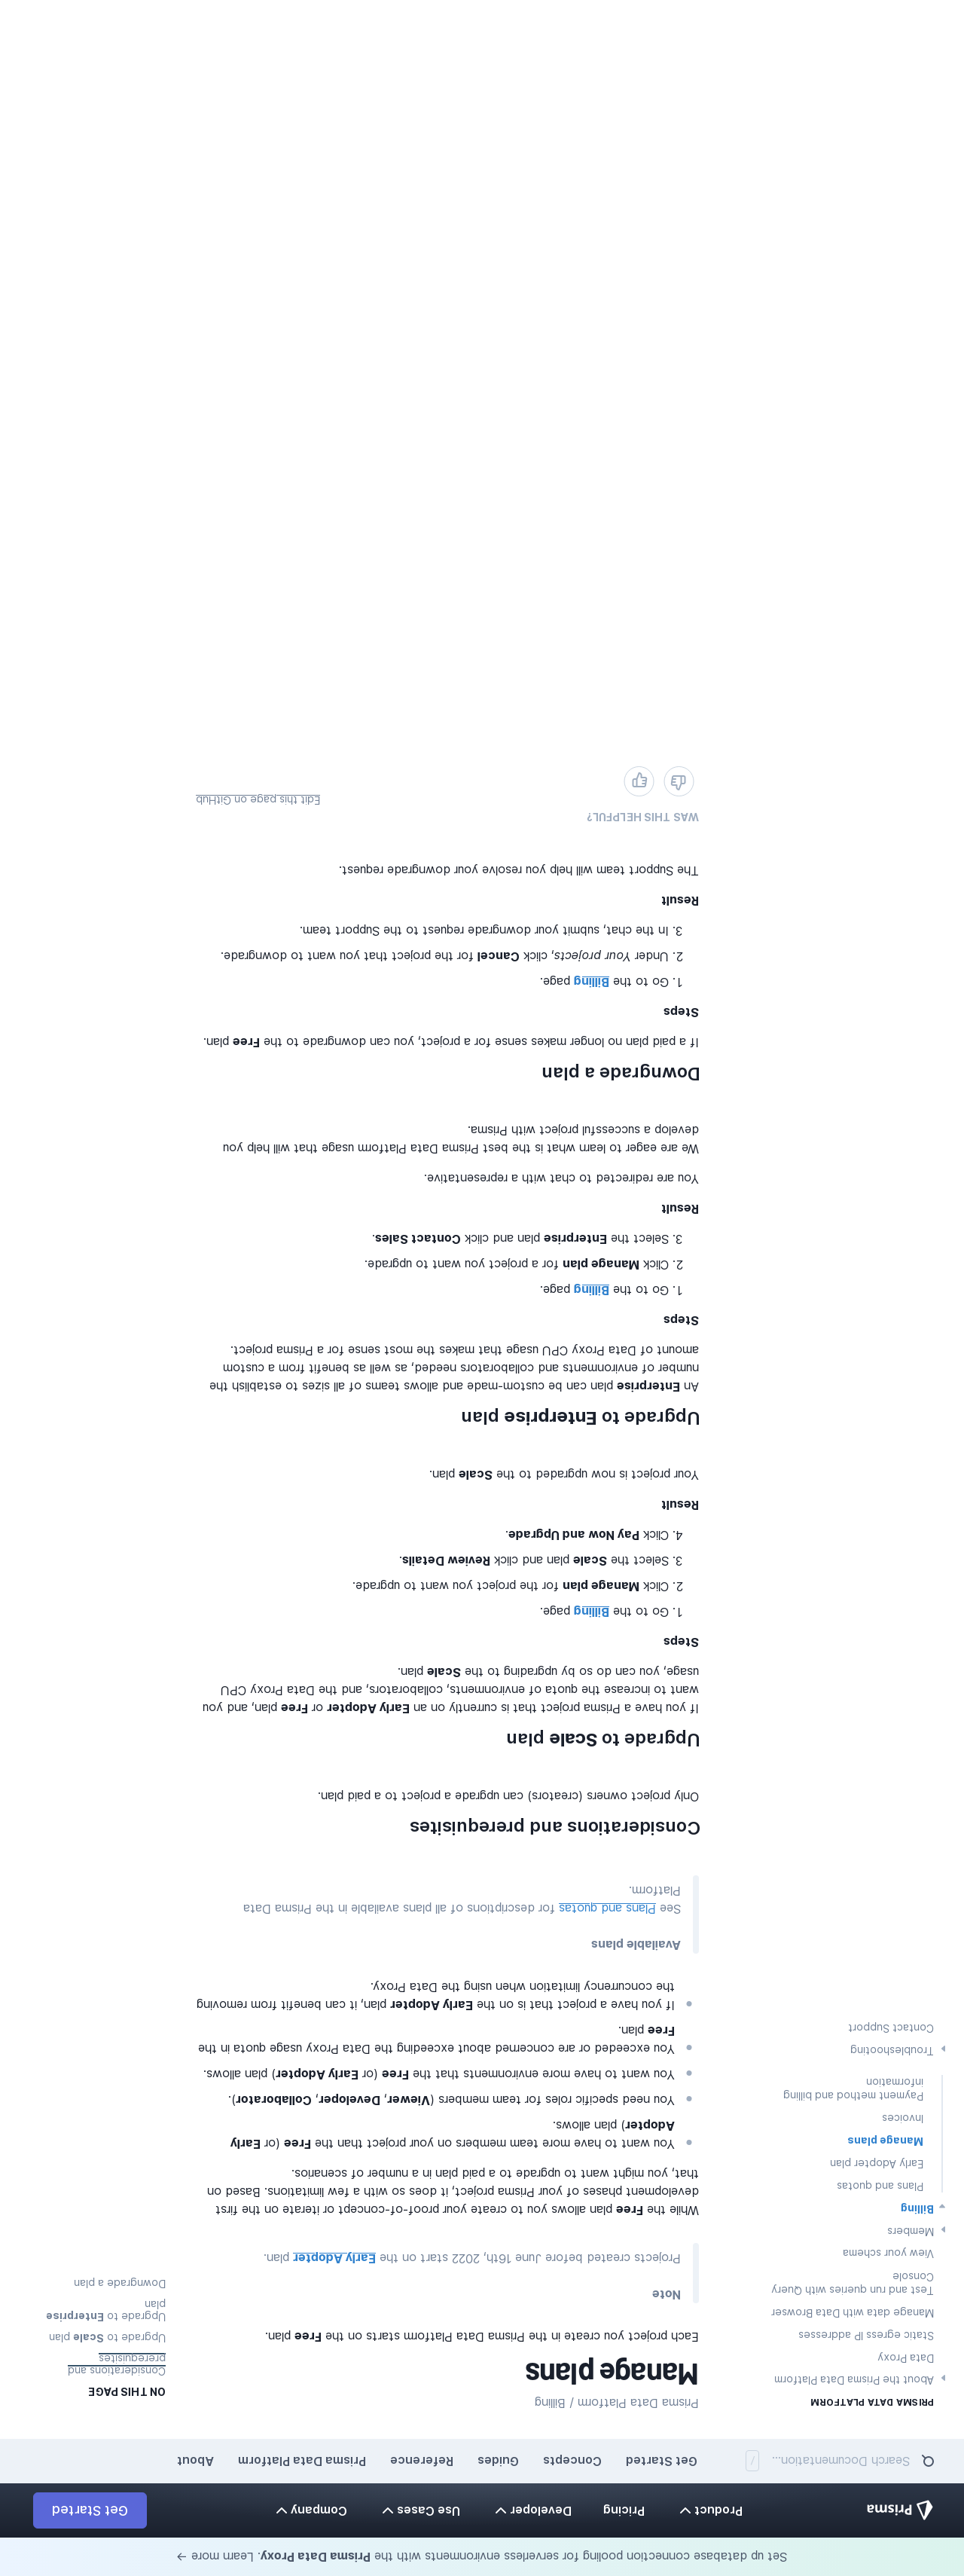 Set up database connection pooling for serverless environments with the Prisma Data Proxy. Learn more →
Prisma
Product
Pricing
Developer
Use Cases
Company
Get Started
Search Documentation...
/
Get Started
Concepts
Guides
Reference
Prisma Data Platform
About
PRISMA DATA PLATFORM
About the Prisma Data Platform
Data Proxy
Static egress IP addresses
Manage data with Data Browser
Test and run queries with Query
Console
View your schema
Members
Billing
Plans and quotas
Early Adopter plan
Manage plans
Invoices
Payment method and billing
information
Troubleshooting
Contact Support
Prisma Data Platform / Billing
Manage plans
Each project you create in the Prisma Data Platform starts on the Free plan.
Note
Projects created before June 16th, 2022 start on the Early Adopter plan.
While the Free plan allows you to create your proof-of-concept or iterate on the first
development phases of your Prisma project, it does so with a few limitations. Based on
that, you might want to upgrade to a paid plan in a number of scenarios.
You want to have more team members on your project than the Free (or Early
Adopter) plan allows.
You need specific roles for team members (Viewer, Developer, Collaborator).
You want to have more environments that the Free (or Early Adopter) plan allows.
You exceeded or are concerned about exceeding the Data Proxy usage quota in the
Free plan.
If you have a project that is on the Early Adopter plan, it can benefit from removing
the concurrency limitation when using the Data Proxy.
Available plans
See Plans and quotas for descriptions of all plans available in the Prisma Data
Platform.
Considerations and prerequisites
Only project owners (creators) can upgrade a project to a paid plan.
Upgrade to Scale plan
If you have a Prisma project that is currently on an Early Adopter or Free plan, and you
want to increase the quota of environments, collaborators, and the Data Proxy CPU
usage, you can do so by upgrading to the Scale plan.
Steps
1. Go to the Billing page.
2. Click Manage plan for the project you want to upgrade.
3. Select the Scale plan and click Review Details.
4. Click Pay Now and Upgrade.
Result
Your project is now upgraded to the Scale plan.
Upgrade to Enterprise plan
An Enterprise plan can be custom-made and allows teams of all sizes to establish the
number of environments and collaborators needed, as well as benefit from a custom
amount of Data Proxy CPU usage that makes the most sense for a Prisma project.
Steps
1. Go to the Billing page.
2. Click Manage plan for a project you want to upgrade.
3. Select the Enterprise plan and click Contact Sales.
Result
You are redirected to chat with a representative.
We are eager to learn what is the best Prisma Data Platform usage that will help you
develop a successful project with Prisma.
Downgrade a plan
If a paid plan no longer makes sense for a project, you can downgrade to the Free plan.
Steps
1. Go to the Billing page.
2. Under Your projects, click Cancel for the project that you want to downgrade.
3. In the chat, submit your downgrade request to the Support team.
Result
The Support team will help you resolve your downgrade request.
WAS THIS HELPFUL?
Edit this page on GitHub
ON THIS PAGE
Considerations and
prerequisites
Upgrade to Scale plan
Upgrade to Enterprise
plan
Downgrade a plan